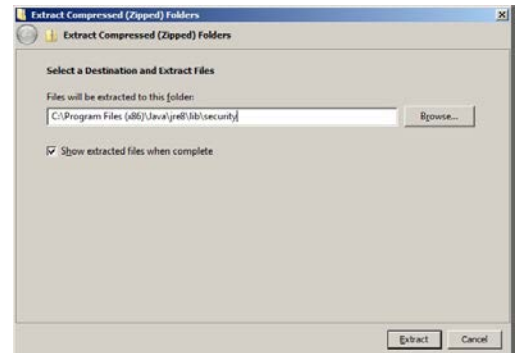 Extract Compressed (Zipped) Folders
Extract Compressed (Zipped) Folders
Select a Destination and Extract Files
Files will be extracted to this folder:
C:\Program Files (x86)\Java\jre8\lib\security
Browse...
Show extracted files when complete
Extract Cancel